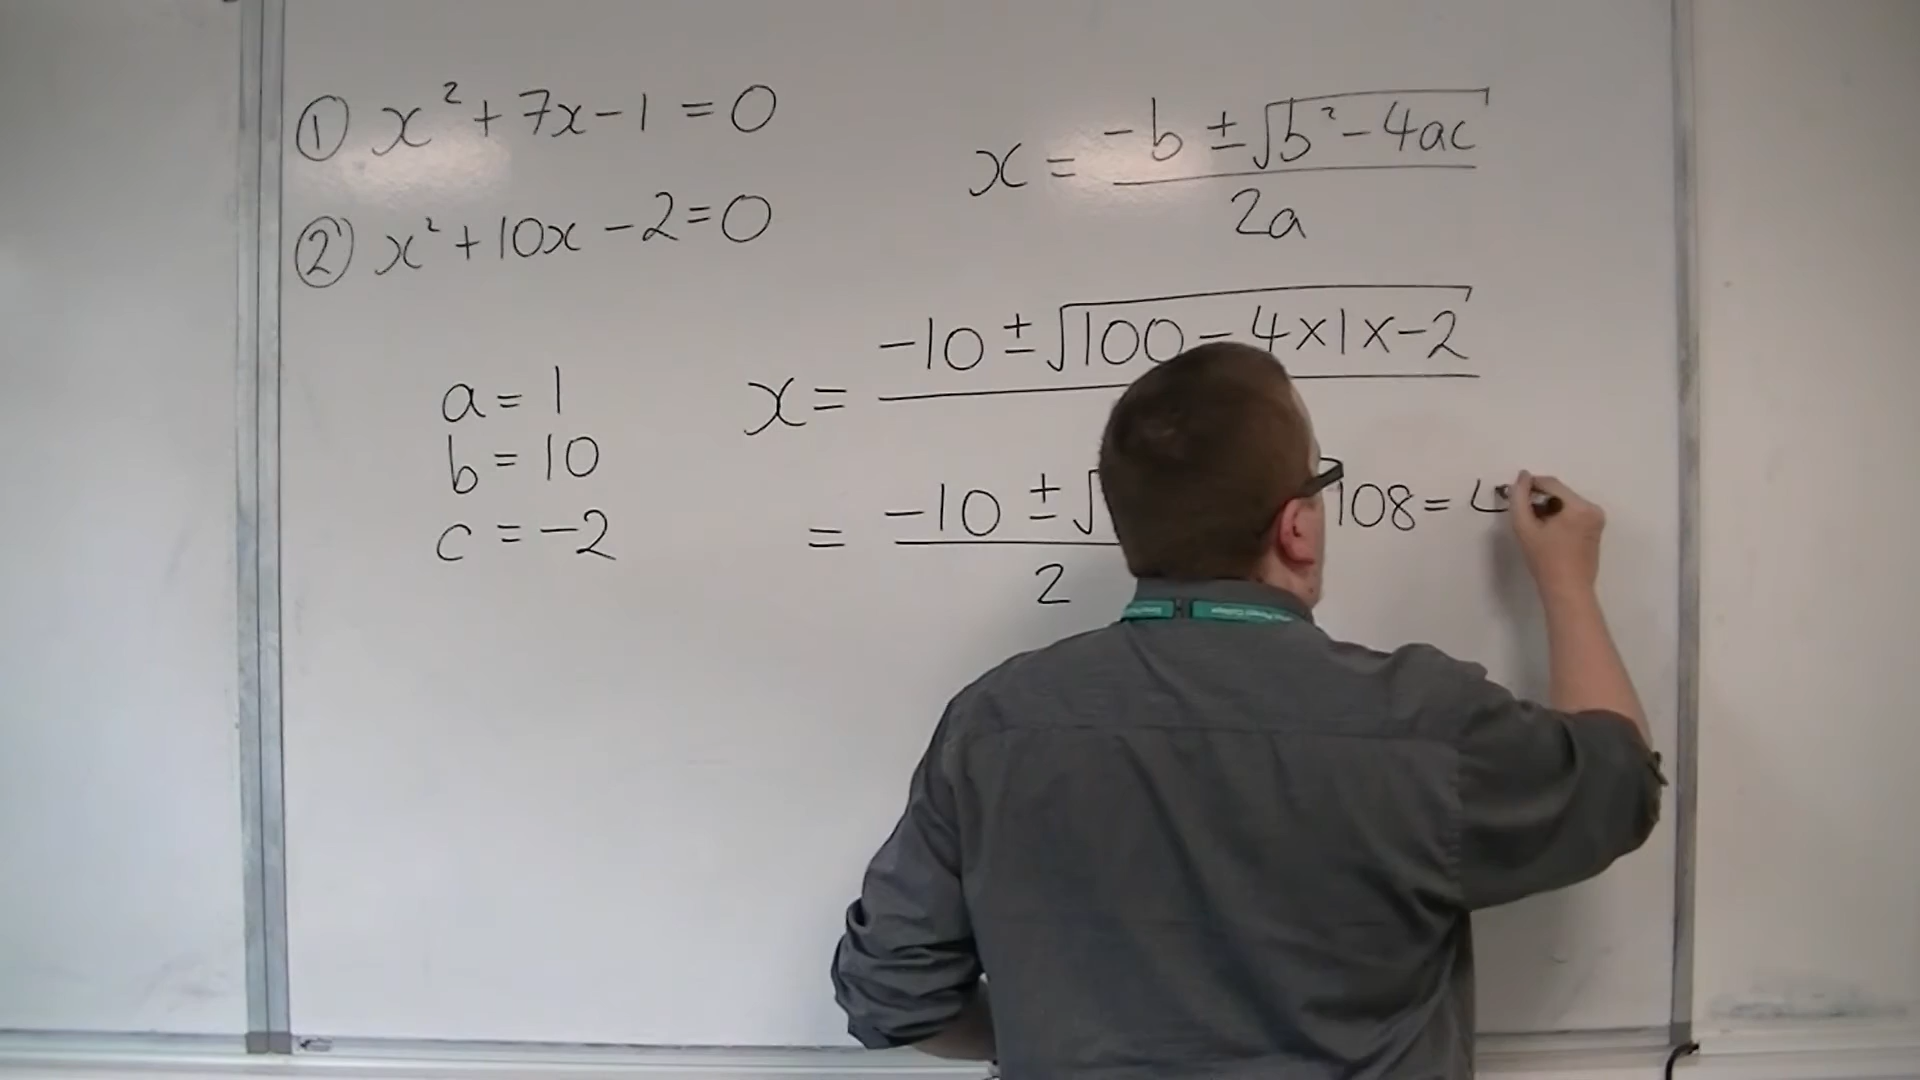 ① x² + 7x - 1 = 0
② x² + 10x - 2 = 0
x = -b ± √b² - 4ac
2a
a = 1
b = 10
c = -2
x = -10 ± √100 - 4 × 1 × -2
= -10 ± √
2
108 =